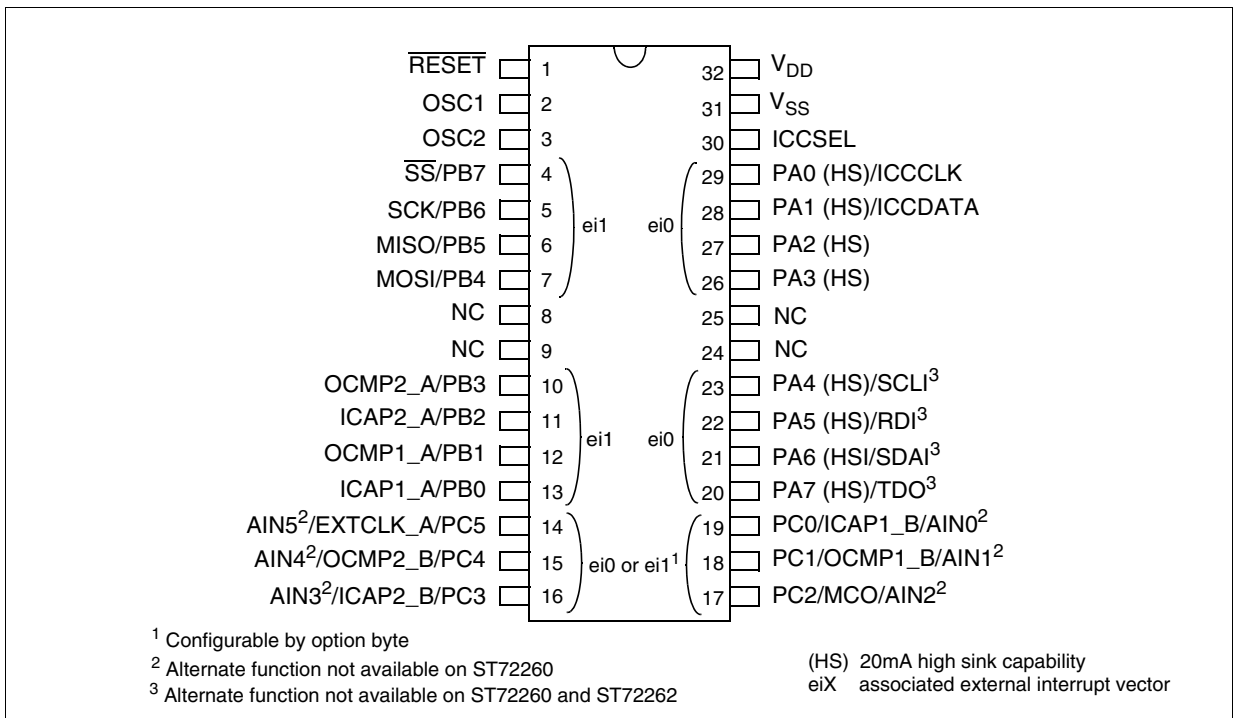 R̅E̅S̅E̅T̅ 1 32 VDD
OSC1 2 31 VSS
OSC2 3 30 ICCSEL
S̅S̅/PB7 4 29 PA0 (HS)/ICCCLK
SCK/PB6 5 28 PA1 (HS)/ICCDATA
ei1 ei0
MISO/PB5 6 27 PA2 (HS)
MOSI/PB4 7 26 PA3 (HS)
NC 8 25 NC
NC 9 24 NC
OCMP2_A/PB3 10 23 PA4 (HS)/SCLI³
ICAP2_A/PB2 11 22 PA5 (HS)/RDI³
ei1 ei0
OCMP1_A/PB1 12 21 PA6 (HSI/SDAI³
ICAP1_A/PB0 13 20 PA7 (HS)/TDO³
AIN5²/EXTCLK_A/PC5 14 19 PC0/ICAP1_B/AIN0²
AIN4²/OCMP2_B/PC4 15 ei0 or ei1¹ 18 PC1/OCMP1_B/AIN1²
AIN3²/ICAP2_B/PC3 16 17 PC2/MCO/AIN2²
¹ Configurable by option byte
² Alternate function not available on ST72260
³ Alternate function not available on ST72260 and ST72262
(HS) 20mA high sink capability
eiX associated external interrupt vector